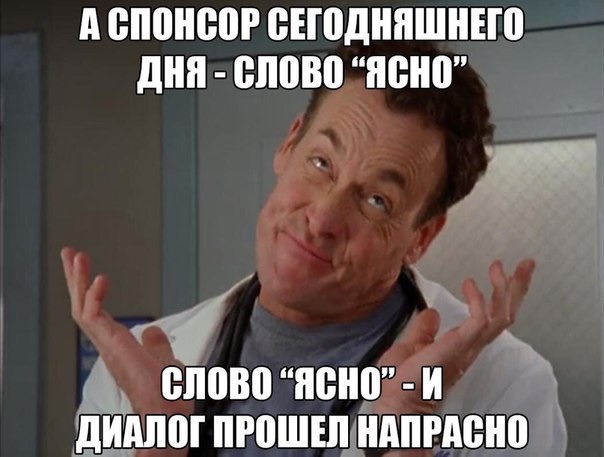 А СПОНСОР СЕГОДНЯШНЕГО
ДНЯ - СЛОВО “ЯСНО”
СЛОВО “ЯСНО” - И
ДИАЛОГ ПРОШЕЛ НАПРАСНО